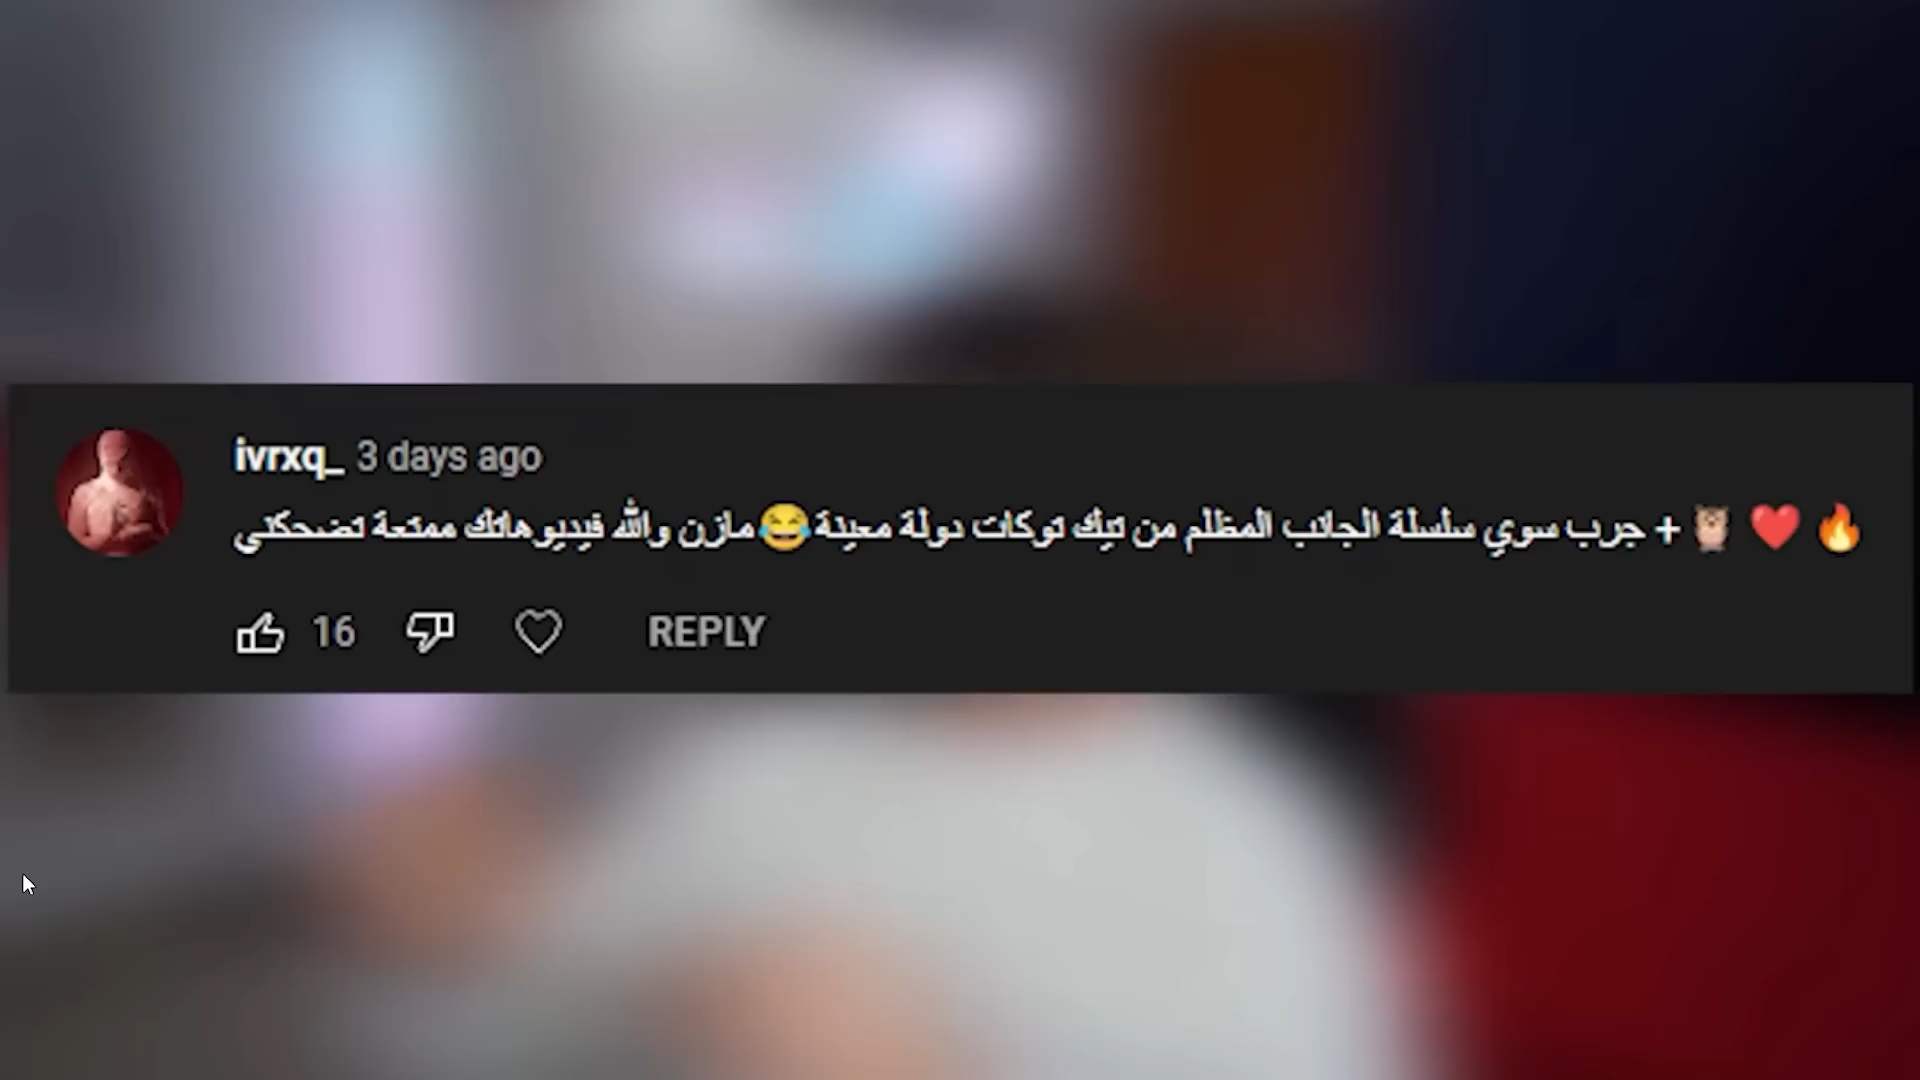 ivrxq_ 3 days ago
🔥 ❤️ 🦉 + جرب سوي سلسلة الجانب المظلم من تيك توكات دولة معينة😂مازن والله فيديوهاتك ممتعة تضحكني
16 REPLY